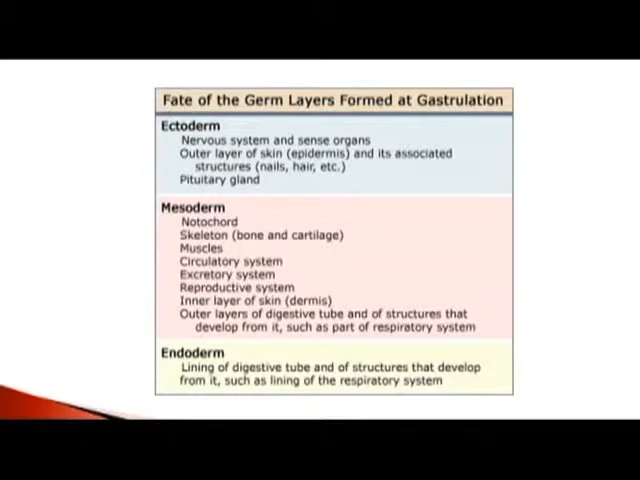 Fate of the Germ Layers Formed at Gastrulation
Ectoderm
Nervous system and sense organs
Outer layer of skin (epidermis) and its associated
structures (nails, hair, etc.)
Pituitary gland
Mesoderm
Notochord
Skeleton (bone and cartilage)
Muscles
Circulatory system
Excretory system
Reproductive system
Inner layer of skin (dermis)
Outer layers of digestive tube and of structures that
develop from it, such as part of respiratory system
Endoderm
Lining of digestive tube and of structures that develop
from it, such as lining of the respiratory system